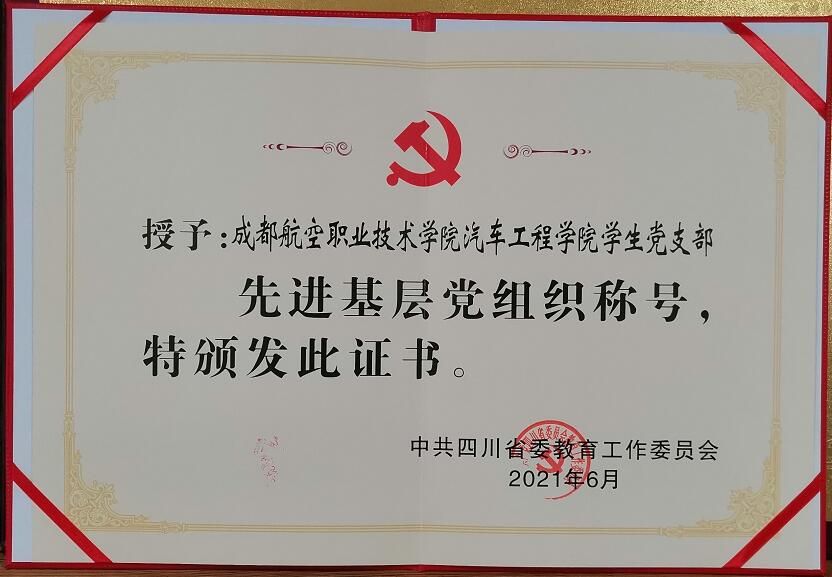 授予:成都航空职业技术学院汽车工程学院学生党支部
先进基层党组织称号,
特颁发此证书。
中共四川省委教育工作委员会
2021年6月